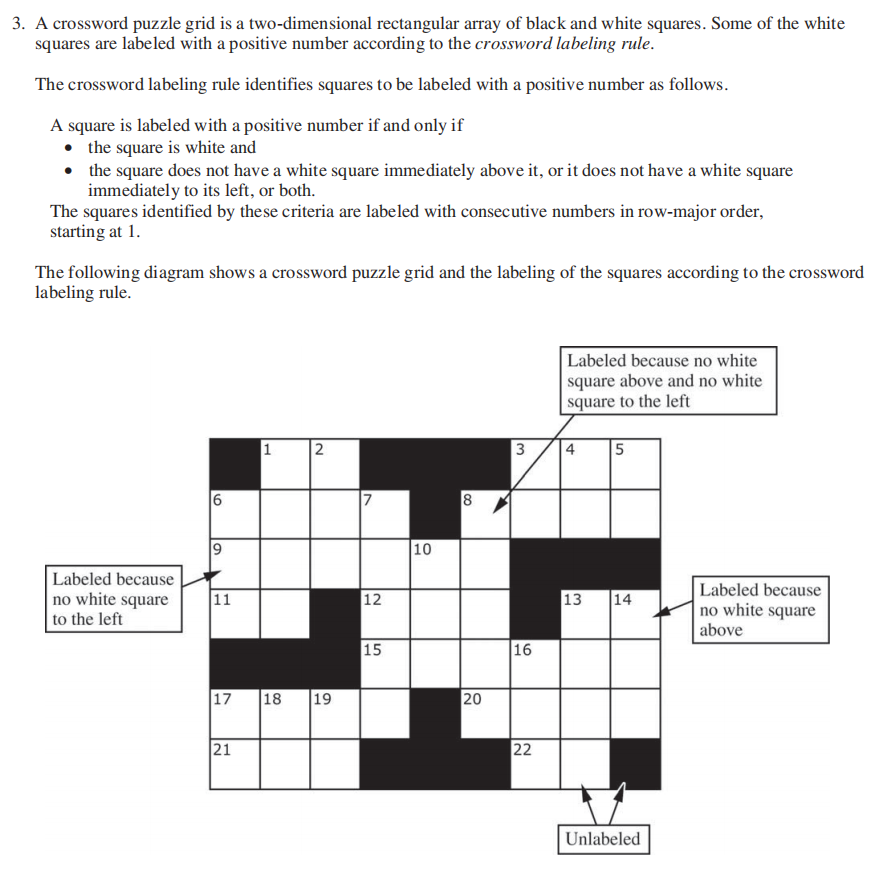 3. A crossword puzzle grid is a two-dimensional rectangular array of black and white squares. Some of the white
squares are labeled with a positive number according to the crossword labeling rule.
The crossword labeling rule identifies squares to be labeled with a positive number as follows.
A square is labeled with a positive number if and only if
• the square is white and
• the square does not have a white square immediately above it, or it does not have a white square
immediately to its left, or both.
The squares identified by these criteria are labeled with consecutive numbers in row-major order,
starting at 1.
The following diagram shows a crossword puzzle grid and the labeling of the squares according to the crossword
labeling rule.
Labeled because no white
square above and no white
square to the left
1 2 3 4 5
6 7 8
9 10
Labeled because
no white square
to the left
11 12 13 14
Labeled because
no white square
above
15 16
17 18 19 20
21 22
Unlabeled